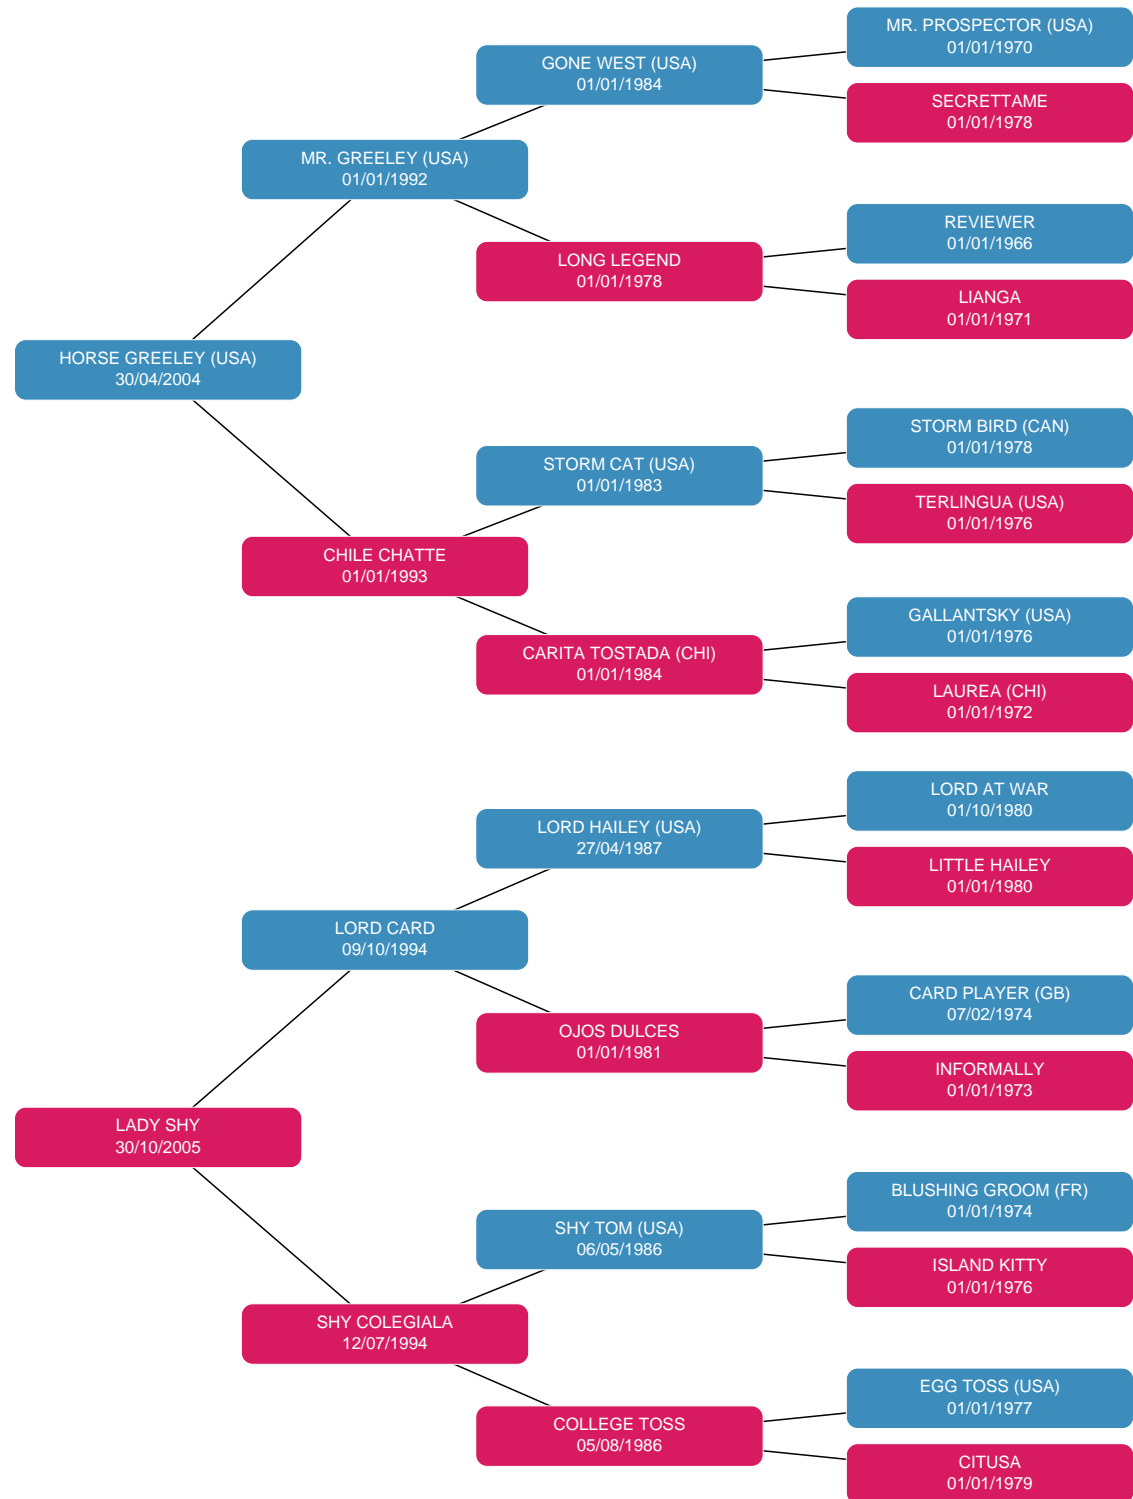 MR. PROSPECTOR (USA)
01/01/1970
GONE WEST (USA)
01/01/1984
SECRETTAME
01/01/1978
MR. GREELEY (USA)
01/01/1992
REVIEWER
01/01/1966
LONG LEGEND
01/01/1978
LIANGA
01/01/1971
HORSE GREELEY (USA)
30/04/2004
STORM BIRD (CAN)
01/01/1978
STORM CAT (USA)
01/01/1983
TERLINGUA (USA)
01/01/1976
CHILE CHATTE
01/01/1993
GALLANTSKY (USA)
01/01/1976
CARITA TOSTADA (CHI)
01/01/1984
LAUREA (CHI)
01/01/1972
LORD AT WAR
01/10/1980
LORD HAILEY (USA)
27/04/1987
LITTLE HAILEY
01/01/1980
LORD CARD
09/10/1994
CARD PLAYER (GB)
07/02/1974
OJOS DULCES
01/01/1981
INFORMALLY
01/01/1973
LADY SHY
30/10/2005
BLUSHING GROOM (FR)
01/01/1974
SHY TOM (USA)
06/05/1986
ISLAND KITTY
01/01/1976
SHY COLEGIALA
12/07/1994
EGG TOSS (USA)
01/01/1977
COLLEGE TOSS
05/08/1986
CITUSA
01/01/1979